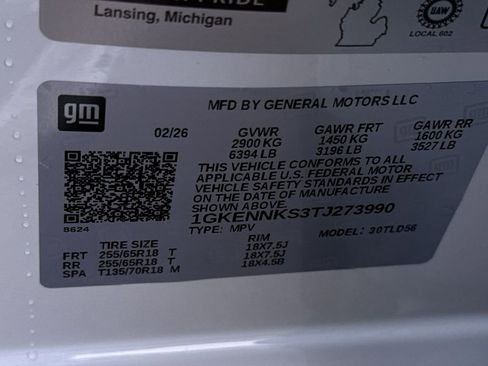 Lansing, Michigan
UAW
LOCAL 602
gm
MFD BY GENERAL MOTORS LLC
02/26
GVWR
2900 KG
6394 LB
GAWR FRT
1450 KG
3196 LB
GAWR RR
1600 KG
3527 LB
THIS VEHICLE CONFORMS TO ALL
APPLICABLE U.S. FEDERAL MOTOR
VEHICLE SAFETY STANDARDS IN EFFECT
ON THE DATE OF MANUFACTURE
SHOWN ABOVE.
1GKENNKS3TJ273990
TYPE: MPV
MODEL: 30TLD56
8624
TIRE SIZE
RIM
FRT 255/65R18 T 18X7.5J
RR 255/65R18 T 18X7.5J
SPA T135/70R18 M 18X4.5B